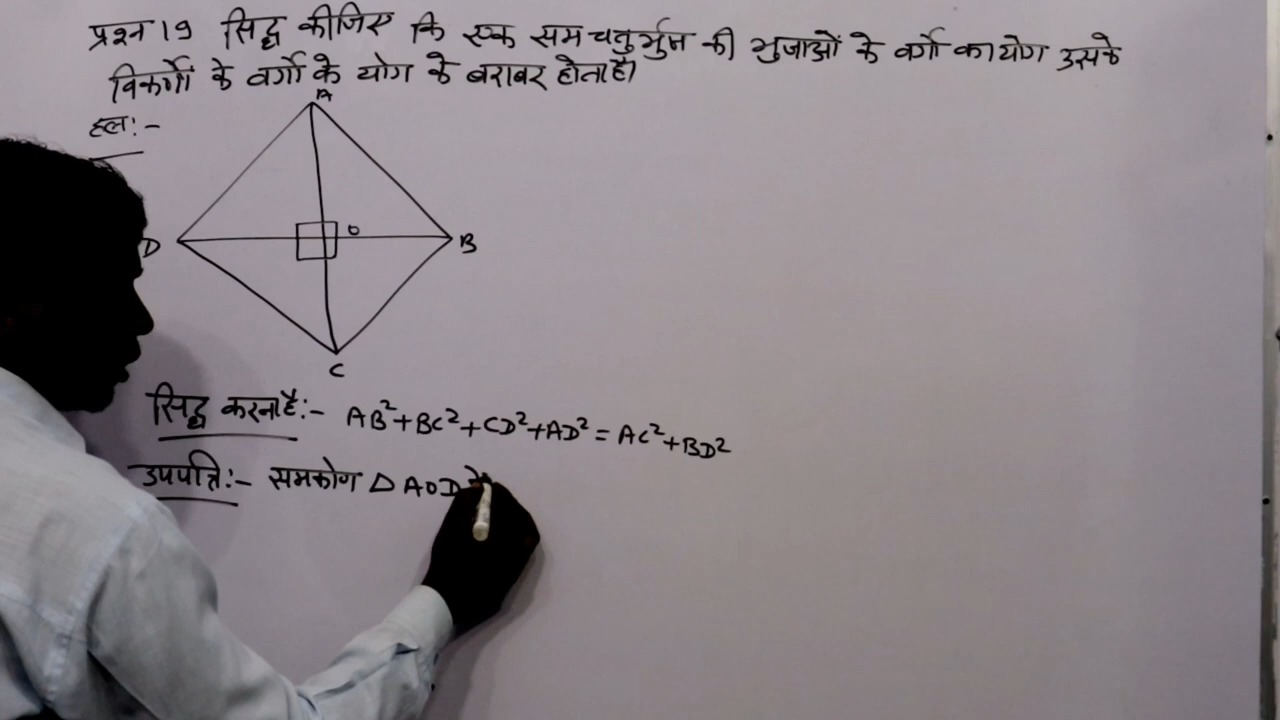 प्रश्न 19 सिद्ध कीजिए कि एक समचतुर्भुज की भुजाओं के वर्गों का योग उसके
विकर्णों के वर्गों के योग के बराबर होता है।
हल:-
A
D
O
B
C
सिद्ध करना है:- AB²+BC²+CD²+AD²=AC²+BD²
उपपत्ति:- समकोण △ AOD में